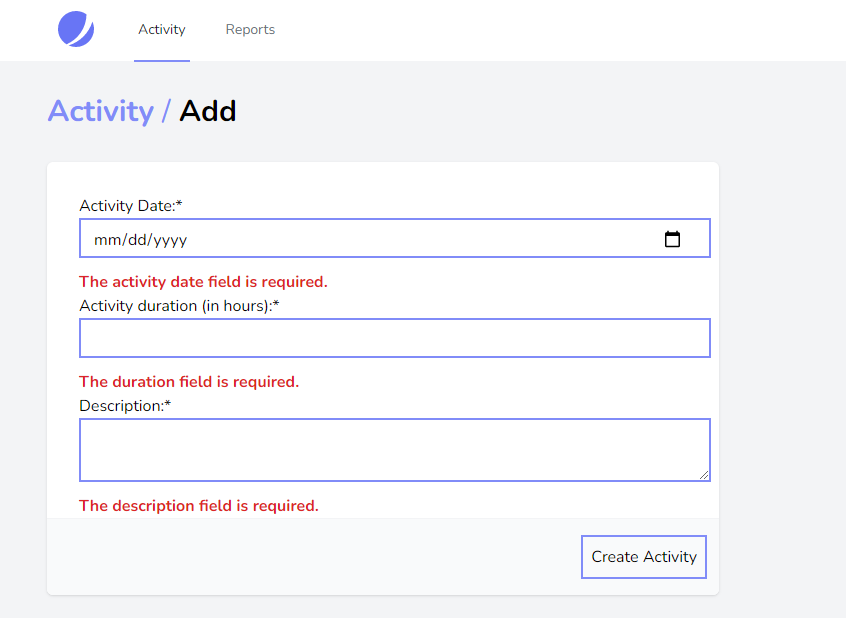 Activity Reports
Activity / Add
Activity Date:*
mm/dd/yyyy
The activity date field is required.
Activity duration (in hours):*
The duration field is required.
Description:*
The description field is required.
Create Activity